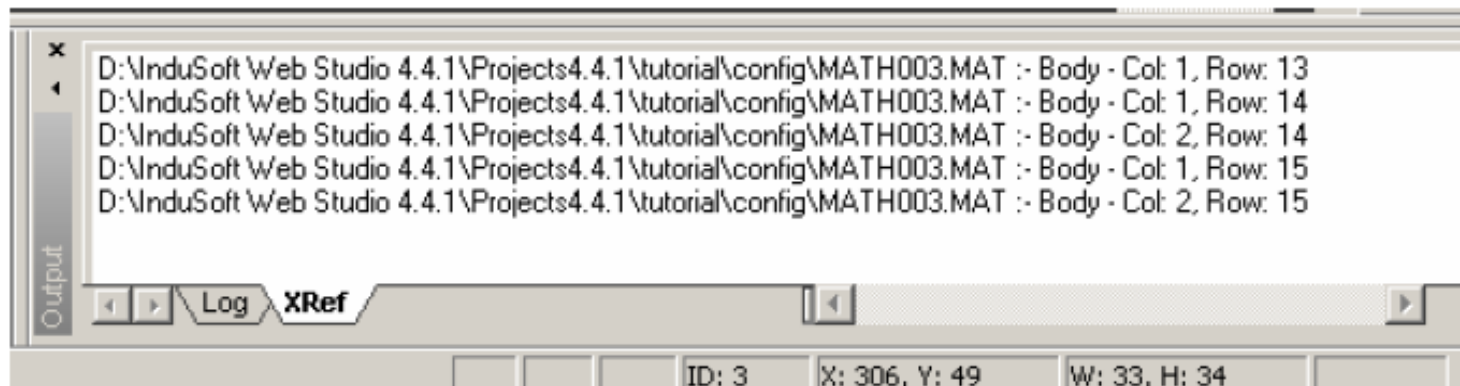 D:\InduSoft Web Studio 4.4.1\Projects4.4.1\tutorial\config\MATH003.MAT :- Body - Col: 1, Row: 13
D:\InduSoft Web Studio 4.4.1\Projects4.4.1\tutorial\config\MATH003.MAT :- Body - Col: 1, Row: 14
D:\InduSoft Web Studio 4.4.1\Projects4.4.1\tutorial\config\MATH003.MAT :- Body - Col: 2, Row: 14
D:\InduSoft Web Studio 4.4.1\Projects4.4.1\tutorial\config\MATH003.MAT :- Body - Col: 1, Row: 15
D:\InduSoft Web Studio 4.4.1\Projects4.4.1\tutorial\config\MATH003.MAT :- Body - Col: 2, Row: 15
Output
Log XRef
ID: 3 X: 306, Y: 49 W: 33, H: 34